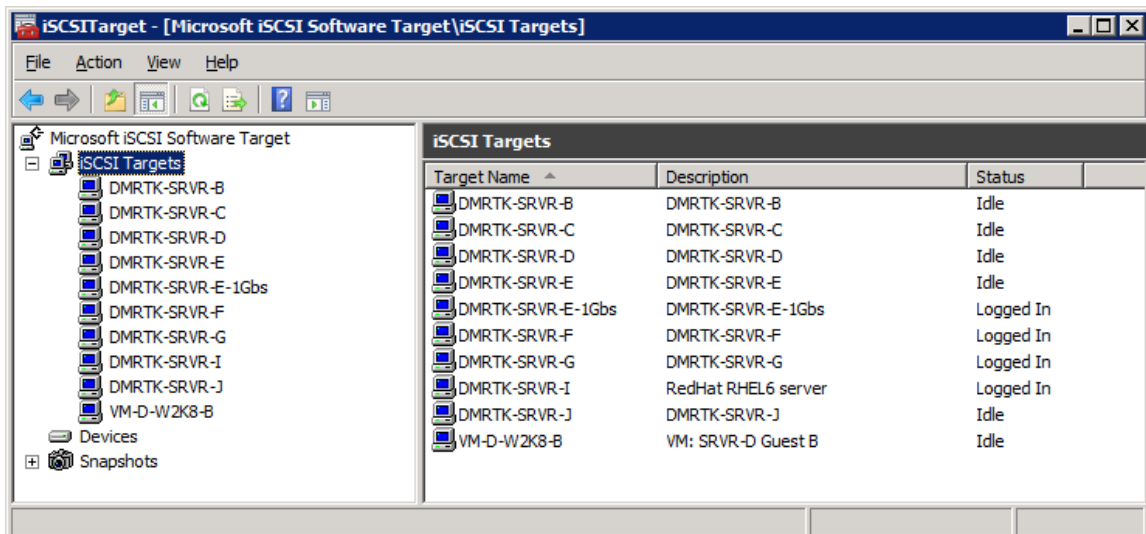 iSCSITarget - [Microsoft iSCSI Software Target\iSCSI Targets]
File Action View Help
Microsoft iSCSI Software Target
iSCSI Targets
DMRTK-SRVR-B
DMRTK-SRVR-C
DMRTK-SRVR-D
DMRTK-SRVR-E
DMRTK-SRVR-E-1Gbs
DMRTK-SRVR-F
DMRTK-SRVR-G
DMRTK-SRVR-I
DMRTK-SRVR-J
VM-D-W2K8-B
Devices
Snapshots
iSCSI Targets
Target Name Description Status
DMRTK-SRVR-B DMRTK-SRVR-B Idle
DMRTK-SRVR-C DMRTK-SRVR-C Idle
DMRTK-SRVR-D DMRTK-SRVR-D Idle
DMRTK-SRVR-E DMRTK-SRVR-E Idle
DMRTK-SRVR-E-1Gbs DMRTK-SRVR-E-1Gbs Logged In
DMRTK-SRVR-F DMRTK-SRVR-F Logged In
DMRTK-SRVR-G DMRTK-SRVR-G Logged In
DMRTK-SRVR-I RedHat RHEL6 server Logged In
DMRTK-SRVR-J DMRTK-SRVR-J Idle
VM-D-W2K8-B VM: SRVR-D Guest B Idle